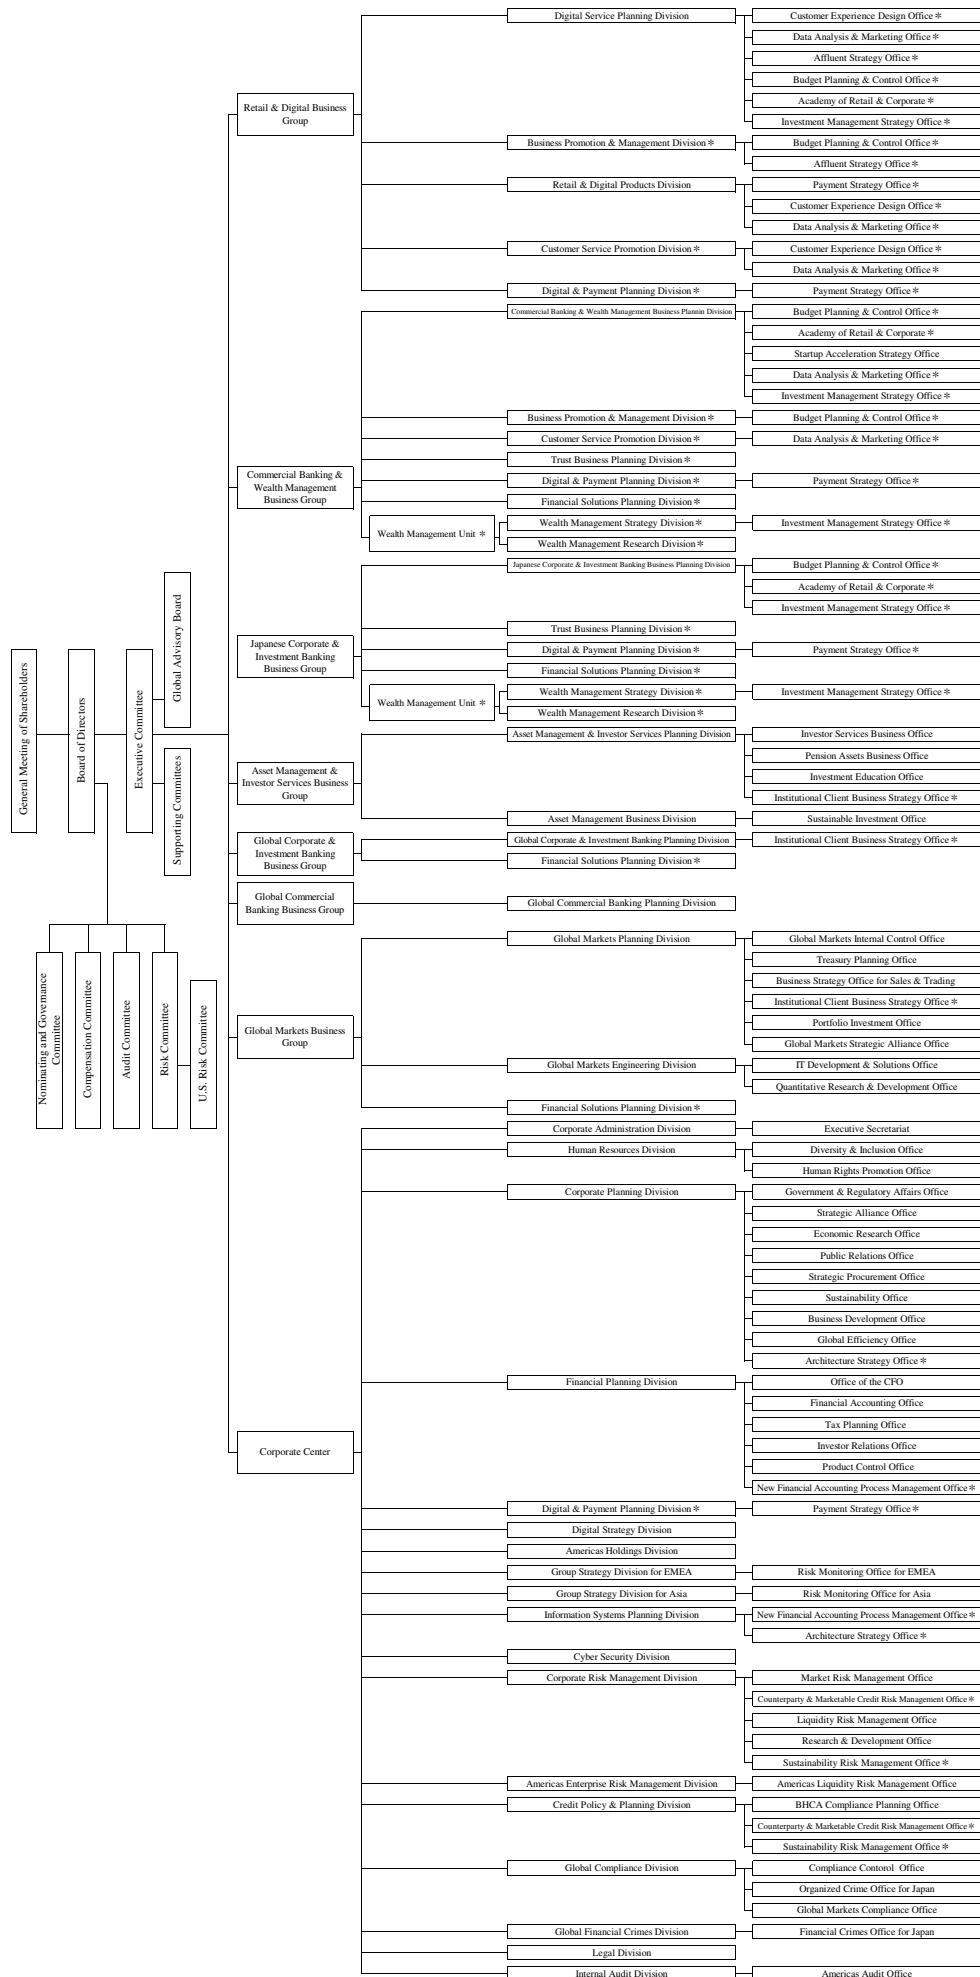 General Meeting of Shareholders
Board of Directors
Executive Committee
Global Advisory Board
Supporting Committees
Nominating and Governance
Committee
Compensation Committee
Audit Committee
Risk Committee
U.S. Risk Committee
Retail & Digital Business
Group
Digital Service Planning Division
Customer Experience Design Office *
Data Analysis & Marketing Office *
Affluent Strategy Office *
Budget Planning & Control Office *
Academy of Retail & Corporate *
Investment Management Strategy Office *
Business Promotion & Management Division *
Budget Planning & Control Office *
Affluent Strategy Office *
Retail & Digital Products Division
Payment Strategy Office *
Customer Experience Design Office *
Data Analysis & Marketing Office *
Customer Service Promotion Division *
Customer Experience Design Office *
Data Analysis & Marketing Office *
Digital & Payment Planning Division *
Payment Strategy Office *
Commercial Banking &
Wealth Management
Business Group
Commercial Banking & Wealth Management Business Plannin Division
Budget Planning & Control Office *
Academy of Retail & Corporate *
Startup Acceleration Strategy Office
Data Analysis & Marketing Office *
Investment Management Strategy Office *
Business Promotion & Management Division *
Budget Planning & Control Office *
Customer Service Promotion Division *
Data Analysis & Marketing Office *
Trust Business Planning Division *
Digital & Payment Planning Division *
Payment Strategy Office *
Financial Solutions Planning Division *
Wealth Management Unit *
Wealth Management Strategy Division *
Investment Management Strategy Office *
Wealth Management Research Division *
Japanese Corporate &
Investment Banking
Business Group
Japanese Corporate & Investment Banking Business Planning Division
Budget Planning & Control Office *
Academy of Retail & Corporate *
Investment Management Strategy Office *
Trust Business Planning Division *
Digital & Payment Planning Division *
Payment Strategy Office *
Financial Solutions Planning Division *
Wealth Management Unit *
Wealth Management Strategy Division *
Investment Management Strategy Office *
Wealth Management Research Division *
Asset Management &
Investor Services Business
Group
Asset Management & Investor Services Planning Division
Investor Services Business Office
Pension Assets Business Office
Investment Education Office
Institutional Client Business Strategy Office *
Asset Management Business Division
Sustainable Investment Office
Global Corporate &
Investment Banking
Business Group
Global Corporate & Investment Banking Planning Division
Institutional Client Business Strategy Office *
Financial Solutions Planning Division *
Global Commercial
Banking Business Group
Global Commercial Banking Planning Division
Global Markets Business
Group
Global Markets Planning Division
Global Markets Internal Control Office
Treasury Planning Office
Business Strategy Office for Sales & Trading
Institutional Client Business Strategy Office *
Portfolio Investment Office
Global Markets Strategic Alliance Office
Global Markets Engineering Division
IT Development & Solutions Office
Quantitative Research & Development Office
Financial Solutions Planning Division *
Corporate Center
Corporate Administration Division
Executive Secretariat
Human Resources Division
Diversity & Inclusion Office
Human Rights Promotion Office
Corporate Planning Division
Government & Regulatory Affairs Office
Strategic Alliance Office
Economic Research Office
Public Relations Office
Strategic Procurement Office
Sustainability Office
Business Development Office
Global Efficiency Office
Architecture Strategy Office *
Financial Planning Division
Office of the CFO
Financial Accounting Office
Tax Planning Office
Investor Relations Office
Product Control Office
New Financial Accounting Process Management Office *
Digital & Payment Planning Division *
Payment Strategy Office *
Digital Strategy Division
Americas Holdings Division
Group Strategy Division for EMEA
Risk Monitoring Office for EMEA
Group Strategy Division for Asia
Risk Monitoring Office for Asia
Information Systems Planning Division
New Financial Accounting Process Management Office *
Architecture Strategy Office *
Cyber Security Division
Corporate Risk Management Division
Market Risk Management Office
Counterparty & Marketable Credit Risk Management Office *
Liquidity Risk Management Office
Research & Development Office
Sustainability Risk Management Office *
Americas Enterprise Risk Management Division
Americas Liquidity Risk Management Office
Credit Policy & Planning Division
BHCA Compliance Planning Office
Counterparty & Marketable Credit Risk Management Office *
Sustainability Risk Management Office *
Global Compliance Division
Compliance Contorol Office
Organized Crime Office for Japan
Global Markets Compliance Office
Global Financial Crimes Division
Financial Crimes Office for Japan
Legal Division
Internal Audit Division
Americas Audit Office